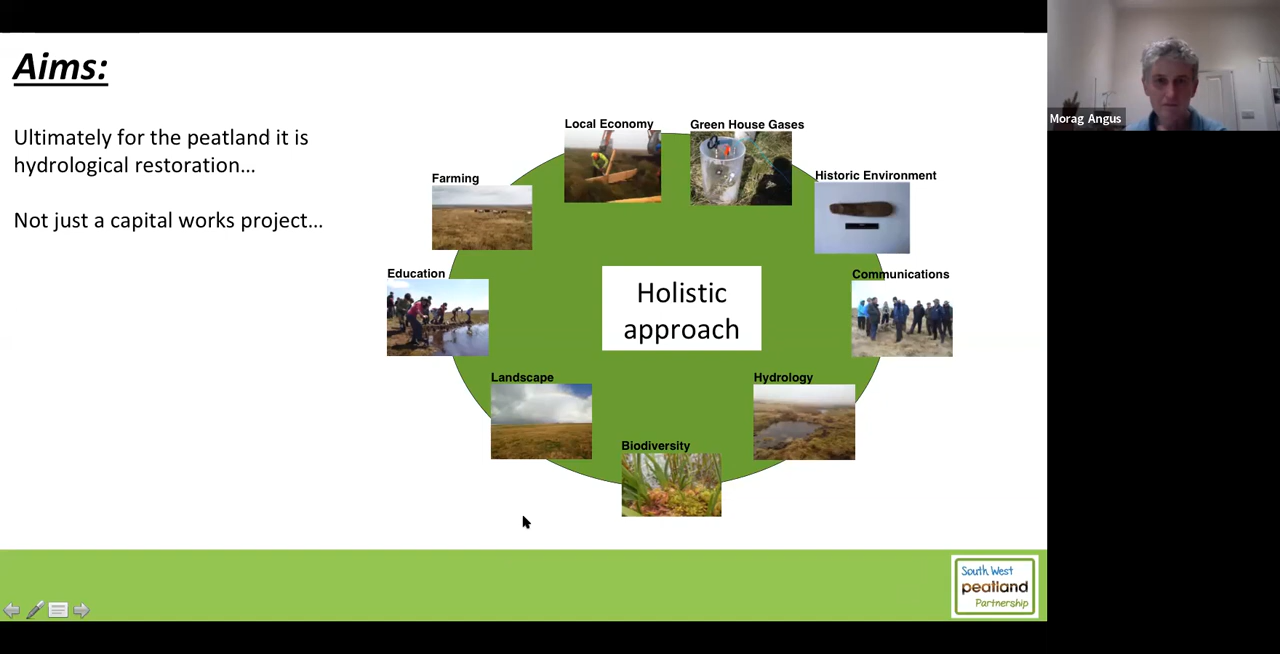 Aims:
Ultimately for the peatland it is
hydrological restoration…
Not just a capital works project…
Local Economy
Green House Gases
Farming
Historic Environment
Education
Communications
Holistic
approach
Landscape
Hydrology
Biodiversity
South West
peatland
Partnership
Morag Angus